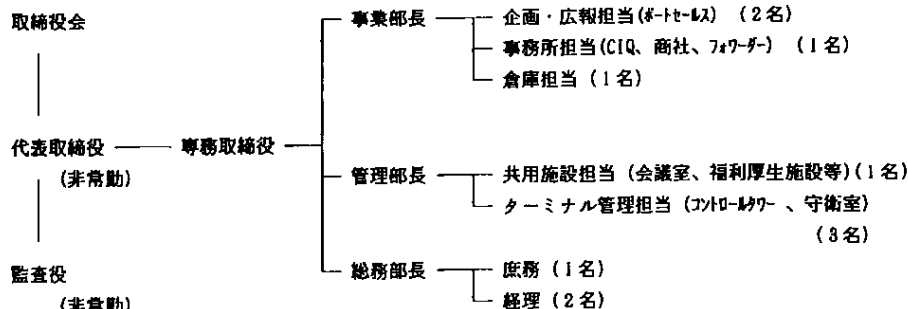 取締役会
事業部長
企画・広報担当(ポートセールス) (2名)
事務所担当(CIQ、商社、フォワーダー) (1名)
倉庫担当 (1名)
代表取締役
専務取締役
(非常勤)
管理部長
共用施設担当 (会議室、福利厚生施設等)(1名)
ターミナル管理担当 (コントロールタワー 、守衛室)
(3名)
監査役
(非常勤)
総務部長
庶務 (1名)
経理 (2名)